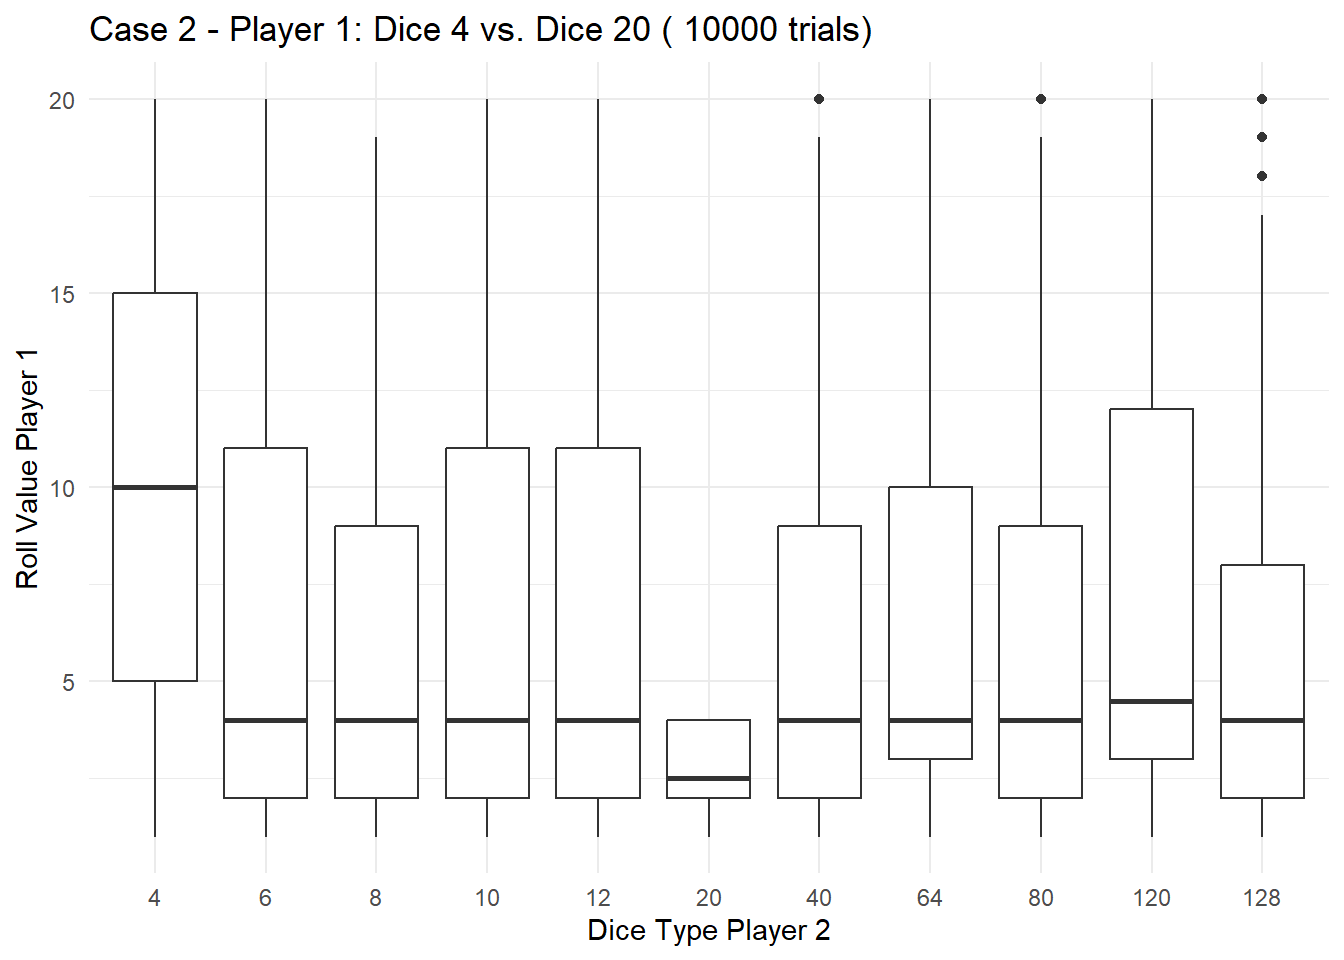 Case 2 - Player 1: Dice 4 vs. Dice 20 ( 10000 trials)
Roll Value Player 1
20
15
10
5
4 6 8 10 12 20 40 64 80 120 128
Dice Type Player 2